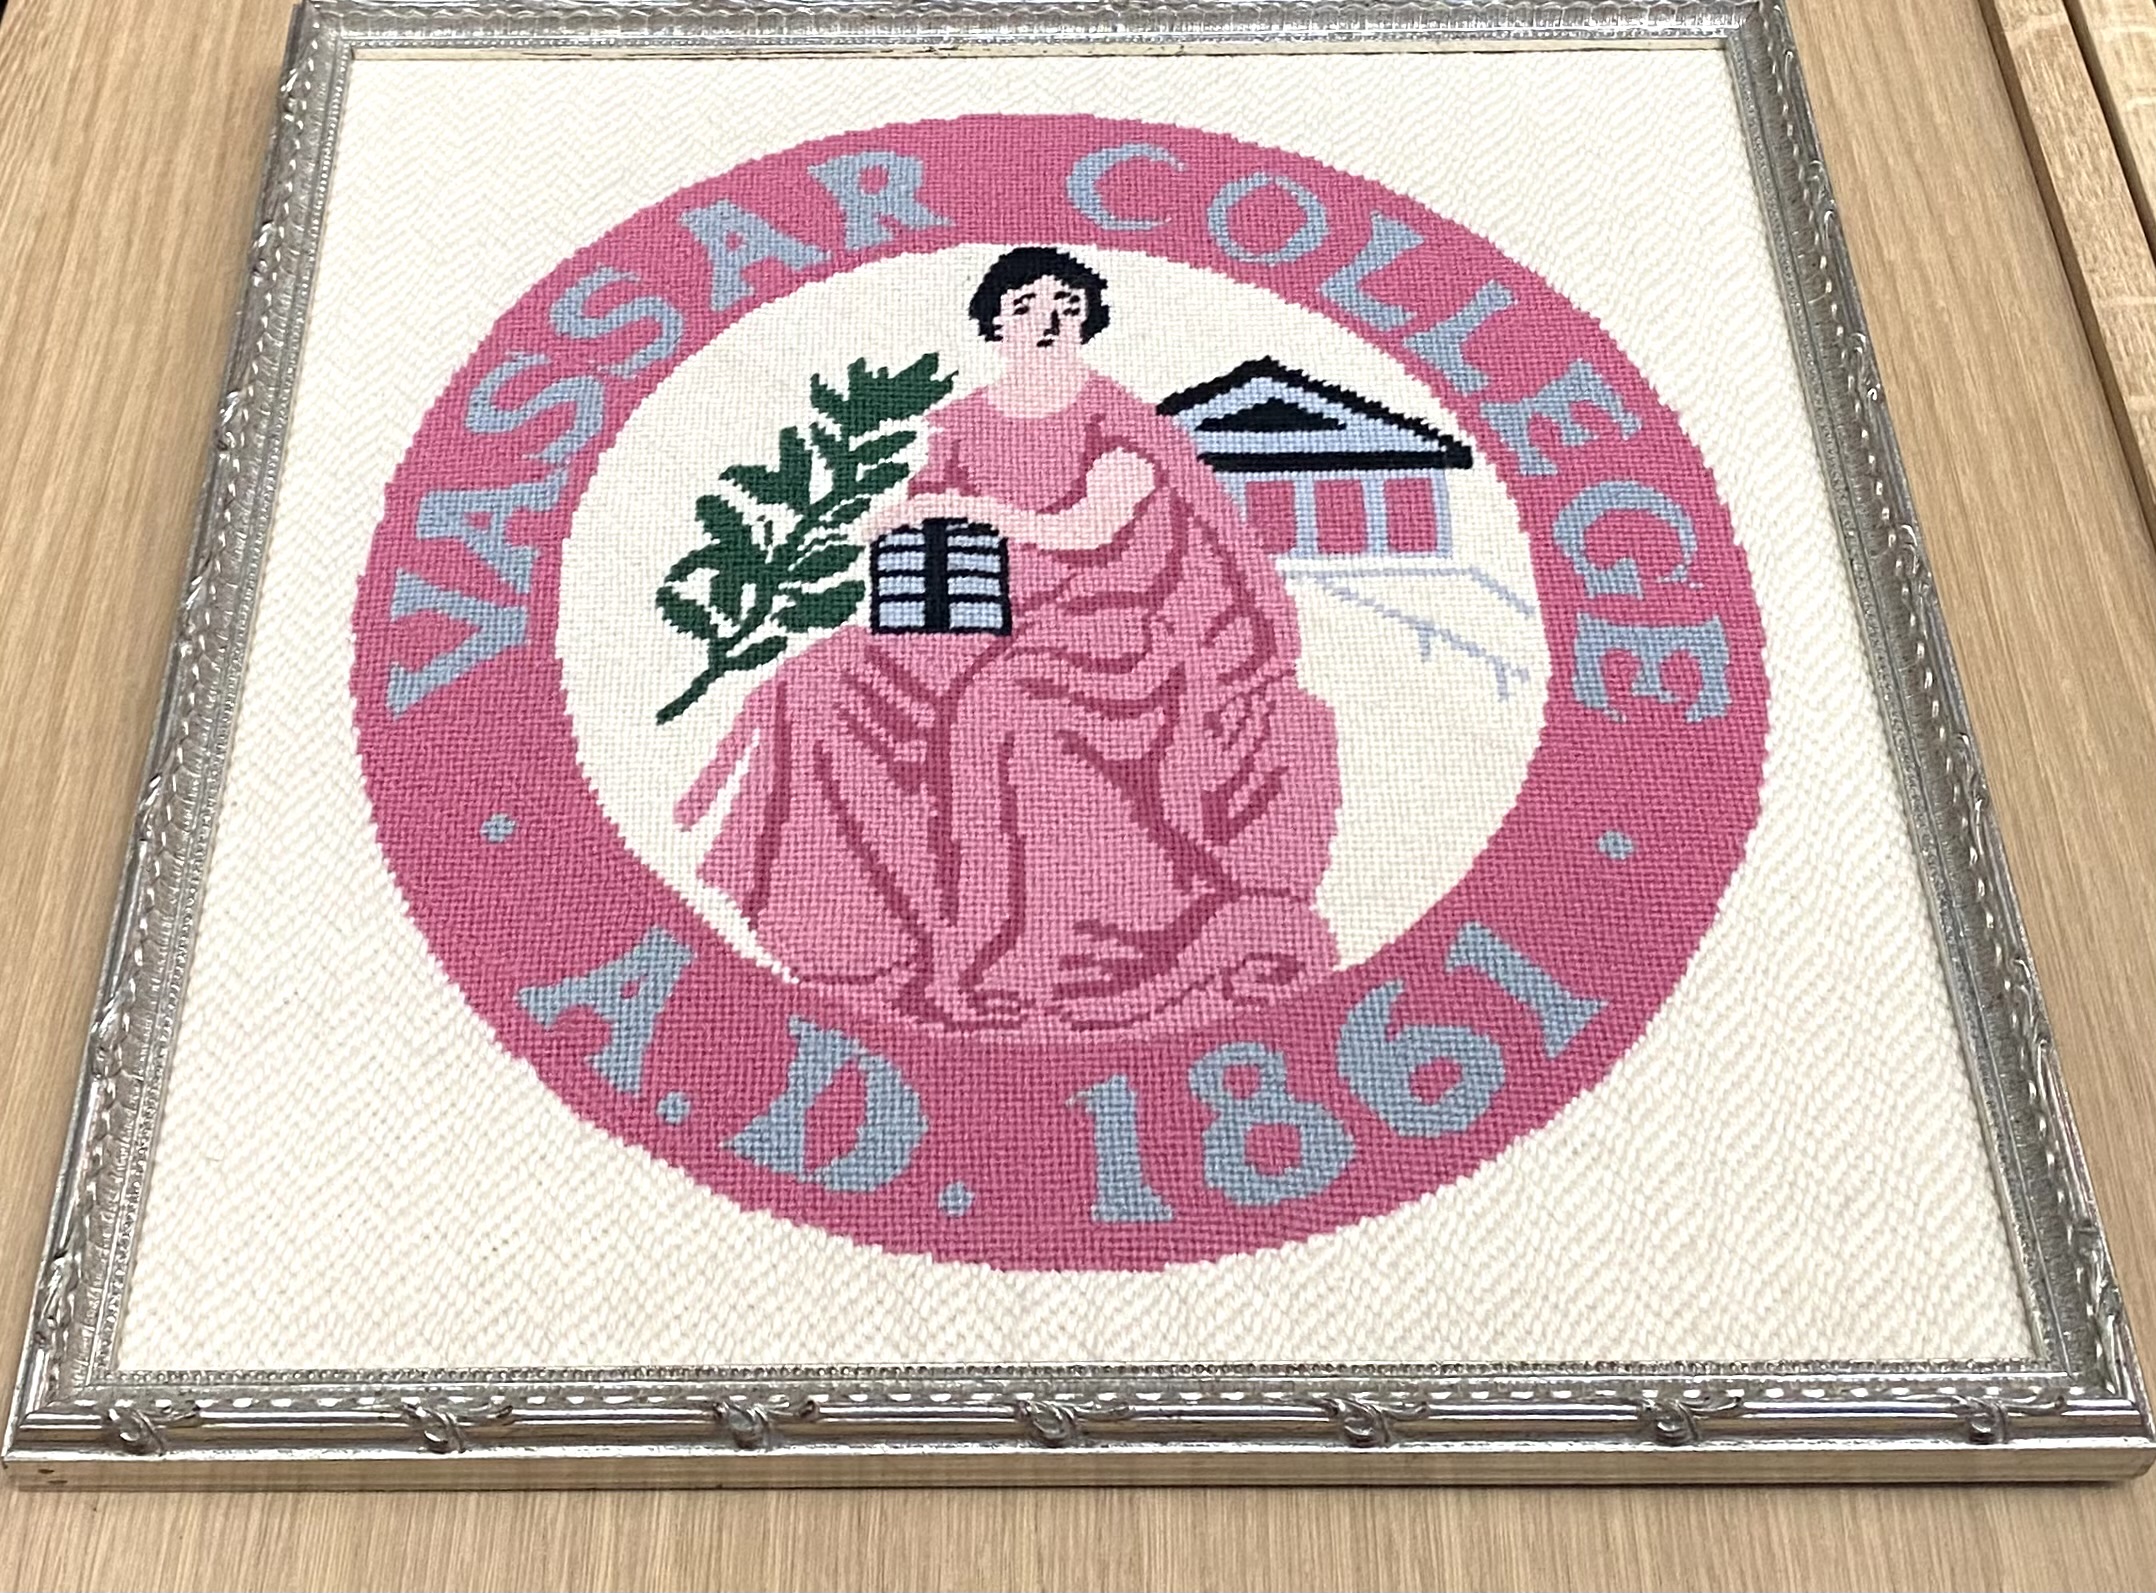 VASSAR COLLEGE
· A.D. 1861 ·